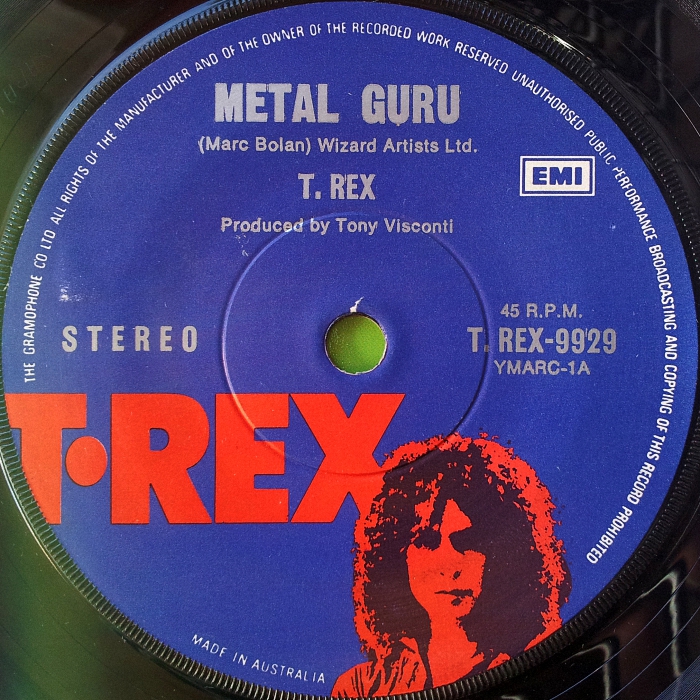 THE GRAMOPHONE CO LTD ALL RIGHTS OF THE MANUFACTURER AND OF THE OWNER OF THE RECORDED WORK RESERVED UNAUTHORISED PUBLIC PERFORMANCE BROADCASTING AND COPYING OF THIS RECORD PROHIBITED
METAL GURU
(Marc Bolan) Wizard Artists Ltd.
T. REX
EMI
Produced by Tony Visconti
STEREO
45 R.P.M.
T. REX-9929
YMARC-1A
T·REX
MADE IN AUSTRALIA